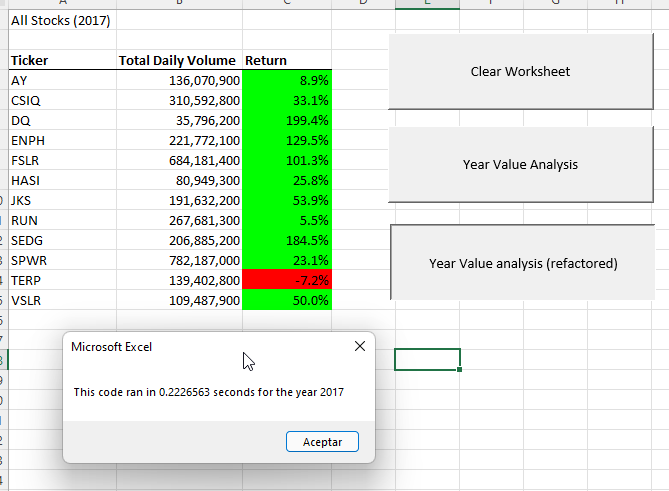 All Stocks (2017)
Ticker Total Daily Volume Return
AY 136,070,900 8.9%
CSIQ 310,592,800 33.1%
DQ 35,796,200 199.4%
ENPH 221,772,100 129.5%
FSLR 684,181,400 101.3%
HASI 80,949,300 25.8%
JKS 191,632,200 53.9%
RUN 267,681,300 5.5%
SEDG 206,885,200 184.5%
SPWR 782,187,000 23.1%
TERP 139,402,800 -7.2%
VSLR 109,487,900 50.0%
Clear Worksheet
Year Value Analysis
Year Value analysis (refactored)
Microsoft Excel
This code ran in 0.2226563 seconds for the year 2017
Aceptar